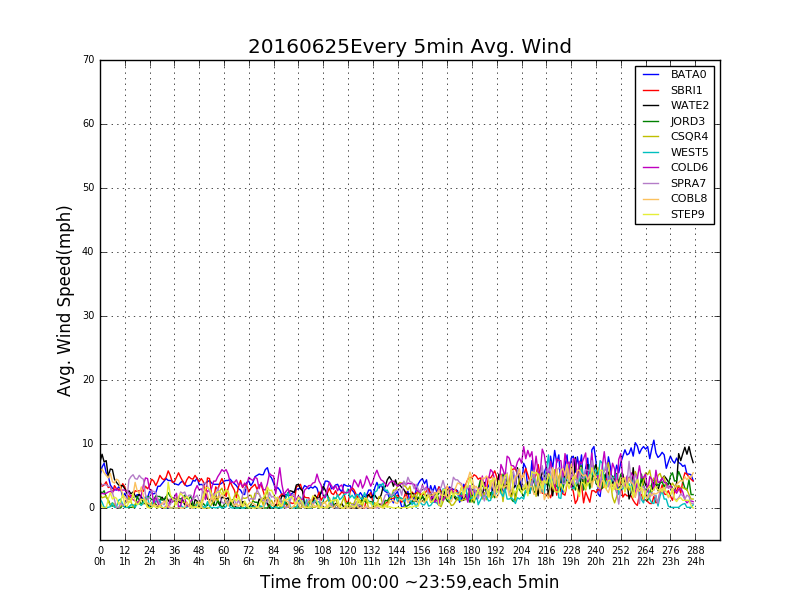 20160625Every 5min Avg. Wind
70
60
50
40
30
20
10
0
Avg. Wind Speed(mph)
BATA0
SBRI1
WATE2
JORD3
CSQR4
WEST5
COLD6
SPRA7
COBL8
STEP9
0 12 24 36 48 60 72 84 96 108 120 132 144 156 168 180 192 204 216 228 240 252 264 276 288
0h 1h 2h 3h 4h 5h 6h 7h 8h 9h 10h 11h 12h 13h 14h 15h 16h 17h 18h 19h 20h 21h 22h 23h 24h
Time from 00:00 ~23:59,each 5min